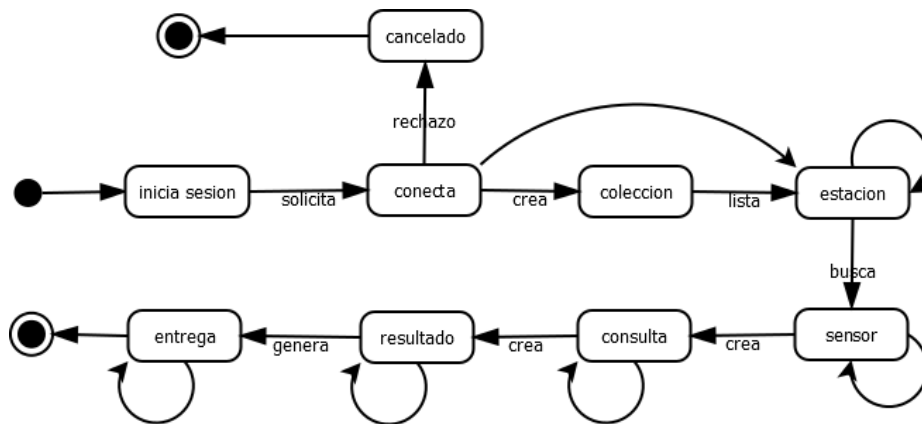 cancelado
rechazo
inicia sesion
solicita
conecta
crea
coleccion
lista
estacion
busca
entrega
genera
resultado
crea
consulta
crea
sensor